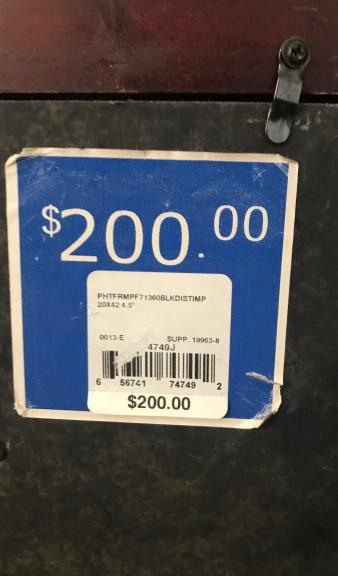 $200.00
PHTFRMPF71360BLKDISTIMP
20X42 4.5"
0013-E SUPP. 19963-8
4749J
6 56741 74749 2
$200.00